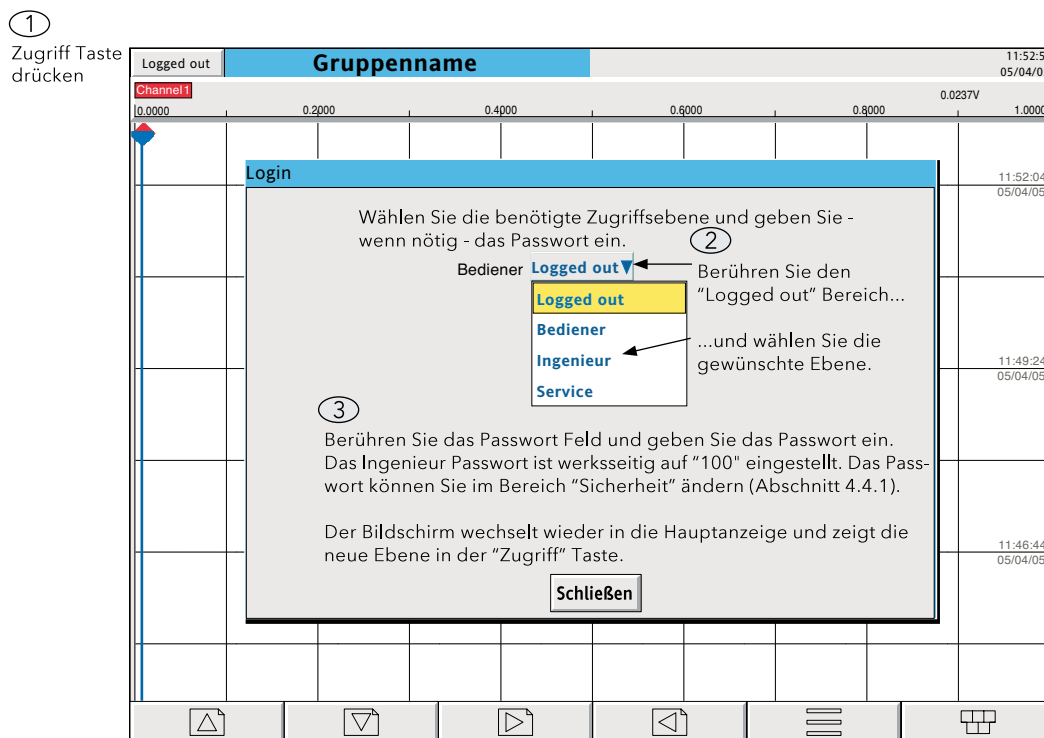 1
Zugriff Taste
drücken
Logged out
Gruppenname
11:52:5
05/04/0
Channel1
0.0237V
0.0000
0.2000
0.4000
0.6000
0.8000
1.0000
Login
11:52:04
05/04/05
Wählen Sie die benötigte Zugriffsebene und geben Sie -
wenn nötig - das Passwort ein.
2
Bediener Logged out
Berühren Sie den
“Logged out” Bereich...
Logged out
Bediener
Ingenieur
Service
...und wählen Sie die
gewünschte Ebene.
11:49:24
05/04/05
3
Berühren Sie das Passwort Feld und geben Sie das Passwort ein.
Das Ingenieur Passwort ist werksseitig auf “100" eingestellt. Das Pass-
wort können Sie im Bereich “Sicherheit” ändern (Abschnitt 4.4.1).
Der Bildschirm wechselt wieder in die Hauptanzeige und zeigt die
neue Ebene in der “Zugriff” Taste.
11:46:44
05/04/05
Schließen